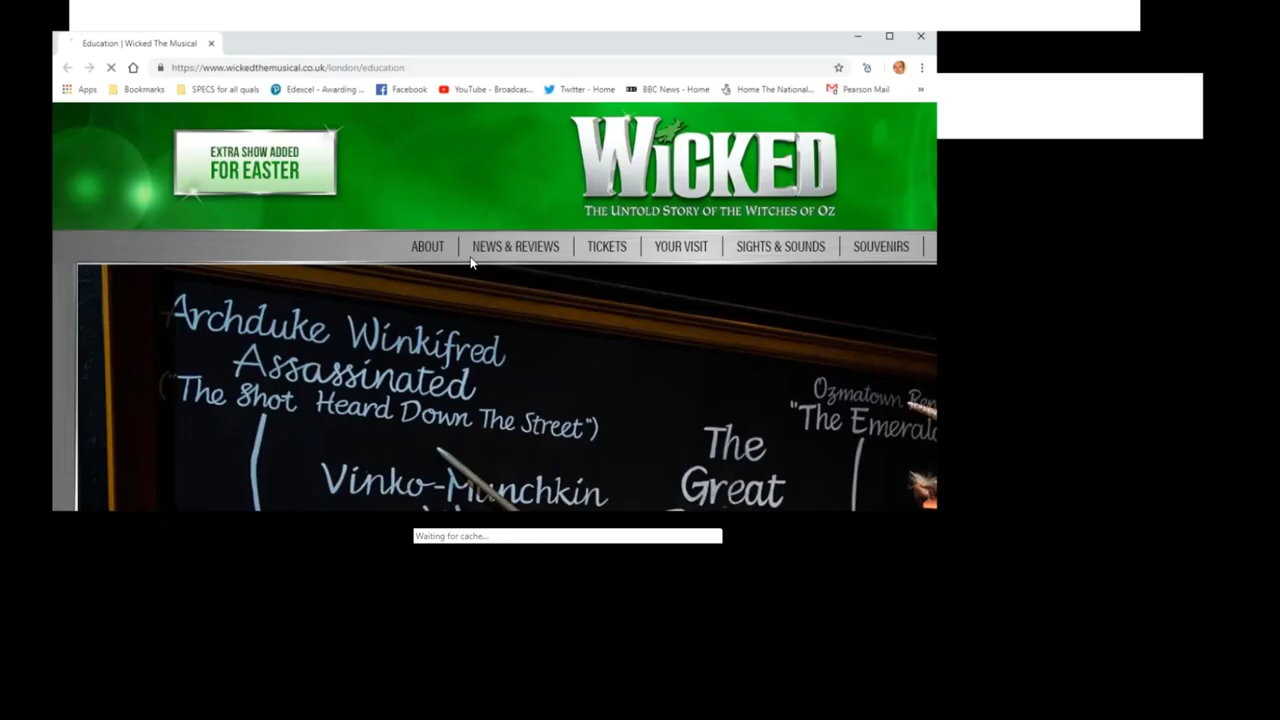 Education | Wicked The Musical
https://www.wickedthemusical.co.uk/london/education
Apps Bookmarks SPECS for all quals Edexcel - Awarding ... Facebook YouTube - Broadcas... Twitter - Home BBC News - Home Home The National... Pearson Mail »
EXTRA SHOW ADDED
FOR EASTER
WICKED
THE UNTOLD STORY OF THE WITCHES OF OZ
ABOUT NEWS & REVIEWS TICKETS YOUR VISIT SIGHTS & SOUNDS SOUVENIRS
Archduke Winkifred
Assassinated
("The Shot Heard Down The Street")
Vinko-Munchkin
The
Great
Ozmatown
"The Emerald
Waiting for cache...